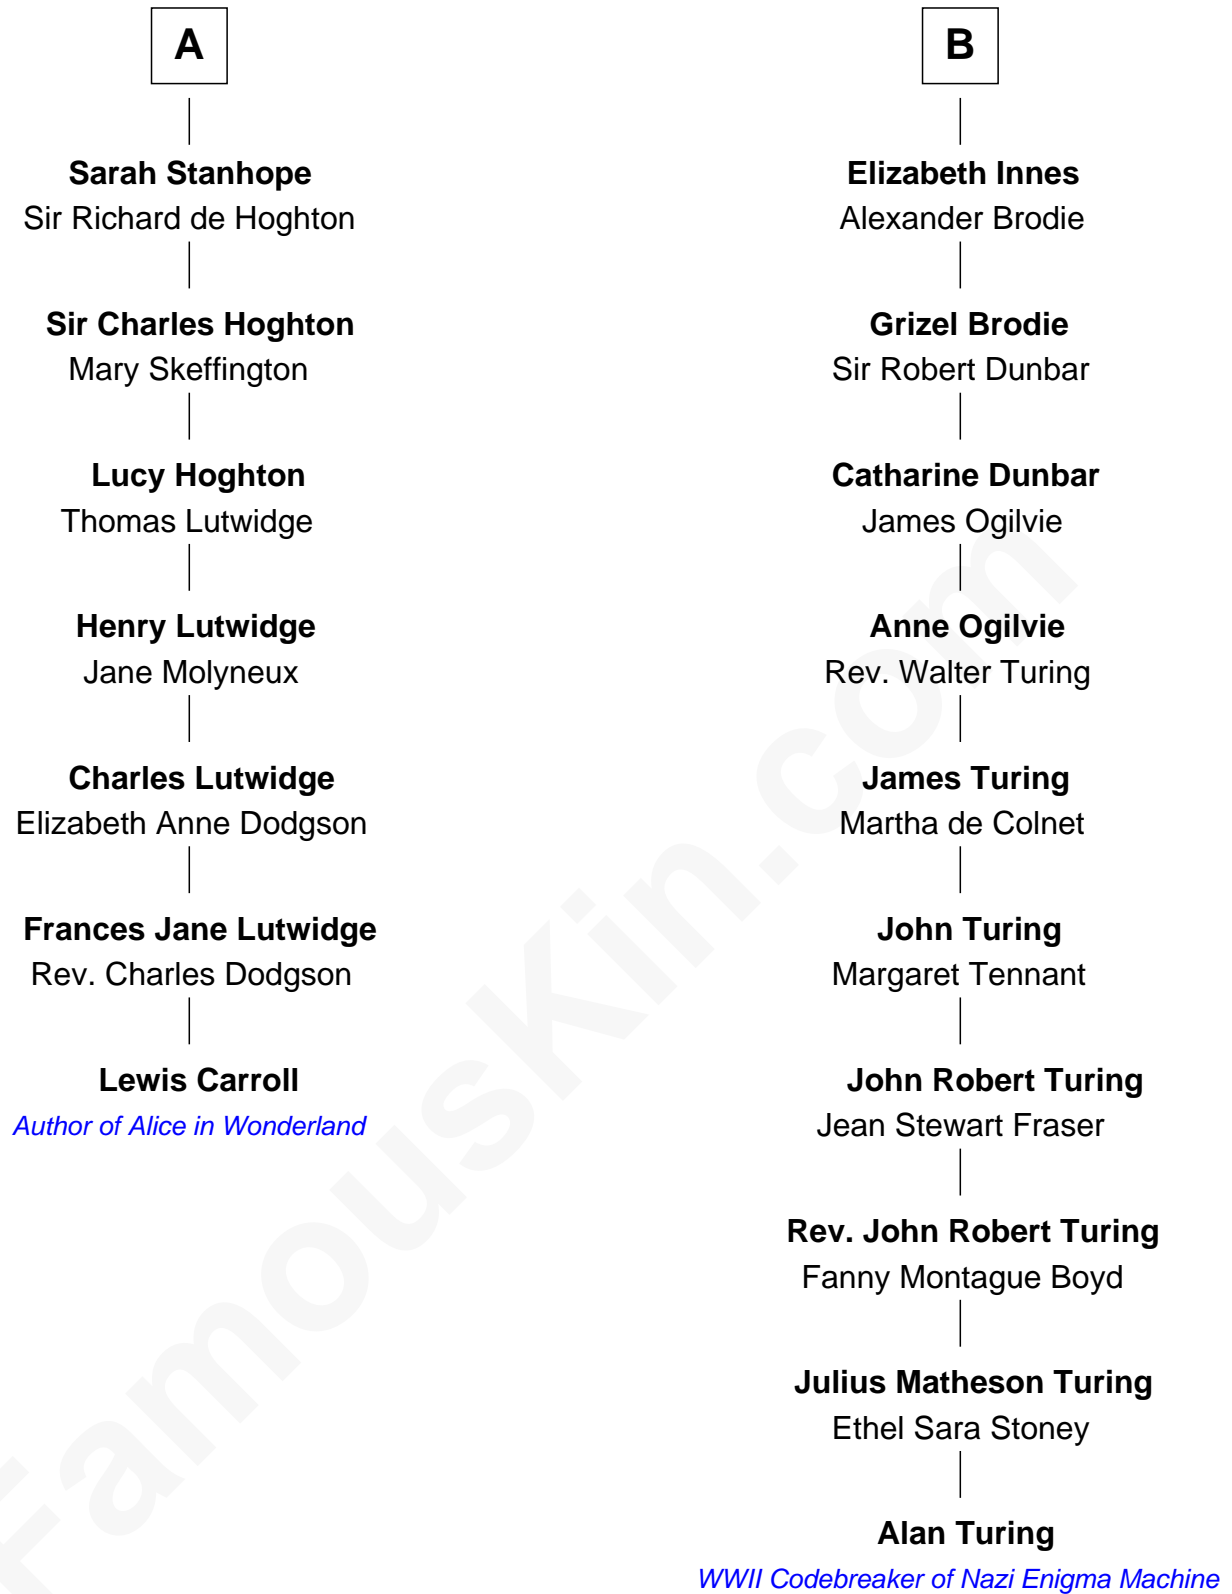 A
Sarah Stanhope
Sir Richard de Hoghton
Sir Charles Hoghton
Mary Skeffington
Lucy Hoghton
Thomas Lutwidge
Henry Lutwidge
Jane Molyneux
Charles Lutwidge
Elizabeth Anne Dodgson
Frances Jane Lutwidge
Rev. Charles Dodgson
Lewis Carroll
Author of Alice in Wonderland
B
Elizabeth Innes
Alexander Brodie
Grizel Brodie
Sir Robert Dunbar
Catharine Dunbar
James Ogilvie
Anne Ogilvie
Rev. Walter Turing
James Turing
Martha de Colnet
John Turing
Margaret Tennant
John Robert Turing
Jean Stewart Fraser
Rev. John Robert Turing
Fanny Montague Boyd
Julius Matheson Turing
Ethel Sara Stoney
Alan Turing
WWII Codebreaker of Nazi Enigma Machine
FamousKin.com